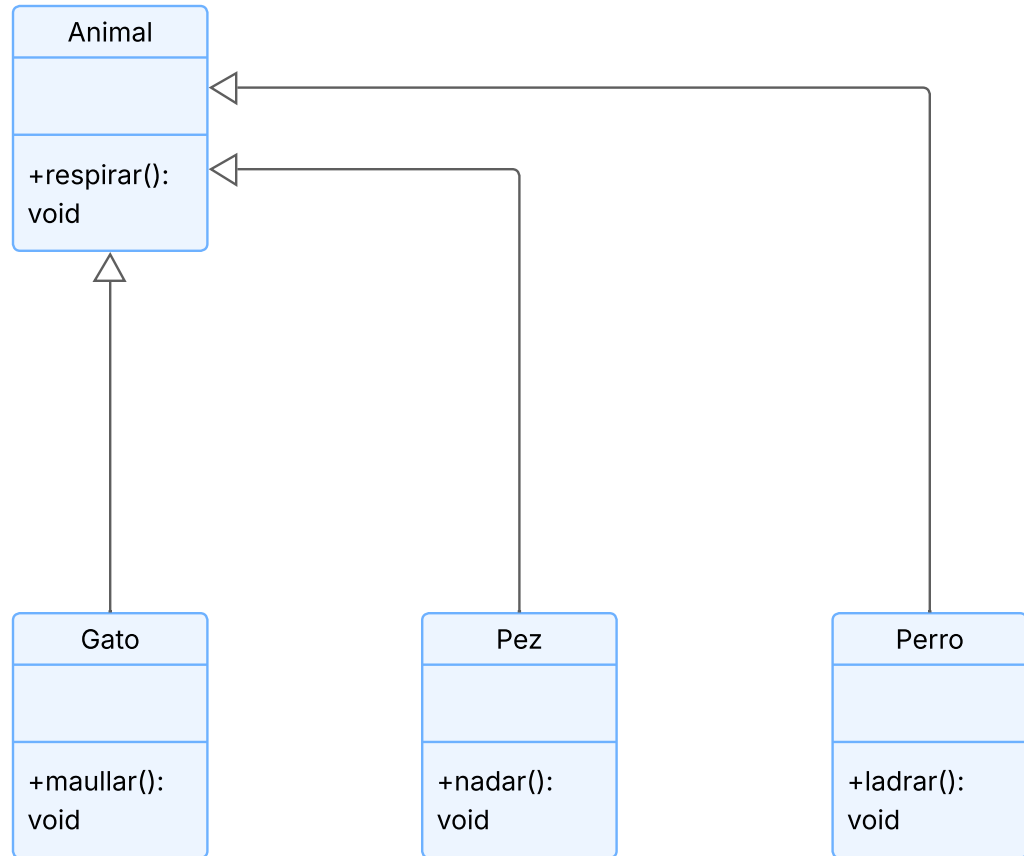 Animal
+respirar():
void
Gato
Pez
Perro
+maullar():
void
+nadar():
void
+ladrar():
void